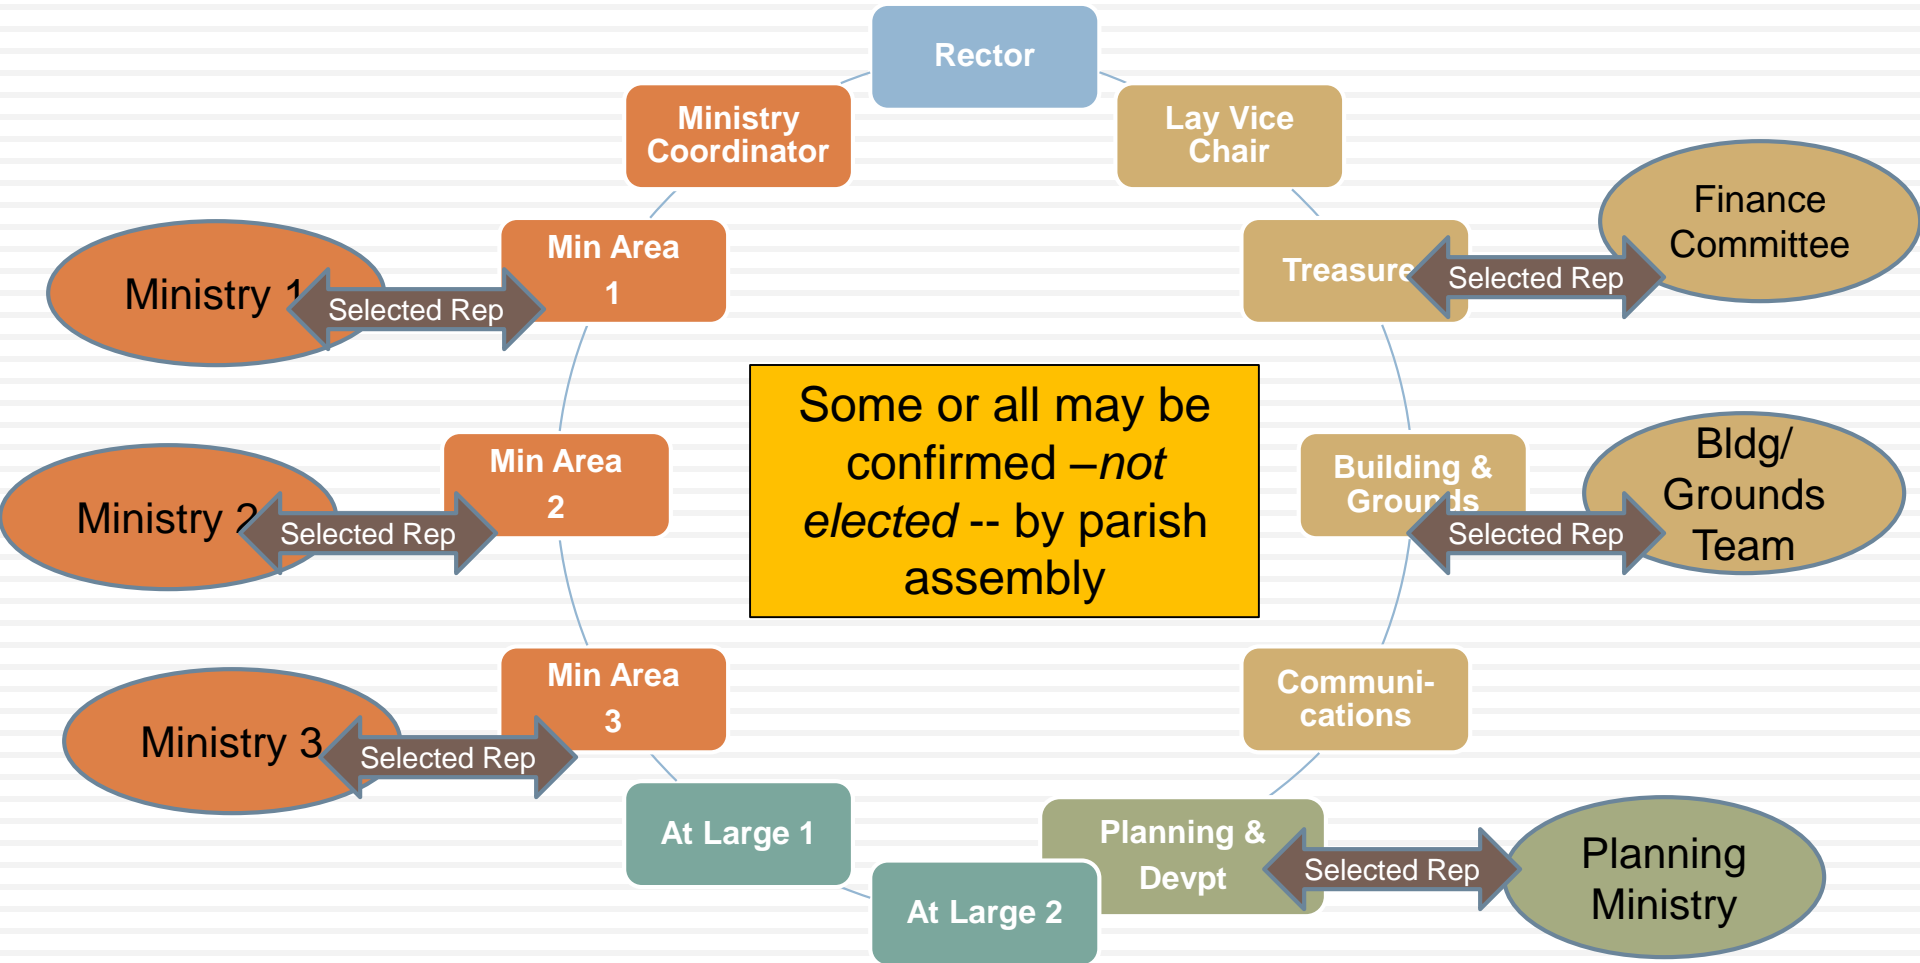 Rector
Ministry
Coordinator
Lay Vice
Chair
Finance
Committee
Min Area
1
Ministry 1
Selected Rep
Treasure
Selected Rep
Some or all may be
confirmed –not
elected -- by parish
assembly
Min Area
2
Ministry 2
Selected Rep
Building &
Grounds
Selected Rep
Bldg/
Grounds
Team
Min Area
3
Ministry 3
Selected Rep
Communi-
cations
At Large 1
At Large 2
Planning &
Devpt
Selected Rep
Planning
Ministry